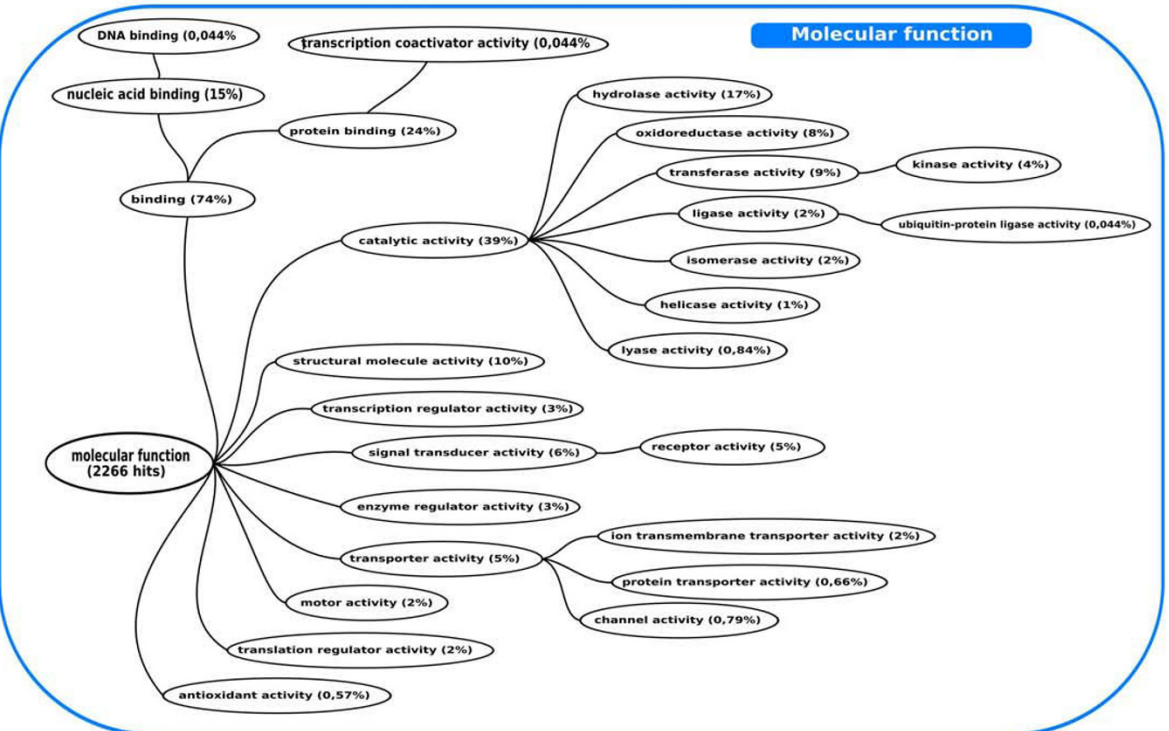 Molecular function
DNA binding (0,044%
transcription coactivator activity (0,044%
nucleic acid binding (15%)
protein binding (24%)
binding (74%)
hydrolase activity (17%)
oxidoreductase activity (8%)
transferase activity (9%)
kinase activity (4%)
ligase activity (2%)
ubiquitin-protein ligase activity (0,044%)
catalytic activity (39%)
isomerase activity (2%)
helicase activity (1%)
lyase activity (0,84%)
structural molecule activity (10%)
transcription regulator activity (3%)
signal transducer activity (6%)
receptor activity (5%)
molecular function
(2266 hits)
enzyme regulator activity (3%)
transporter activity (5%)
ion transmembrane transporter activity (2%)
protein transporter activity (0,66%)
channel activity (0,79%)
motor activity (2%)
translation regulator activity (2%)
antioxidant activity (0,57%)